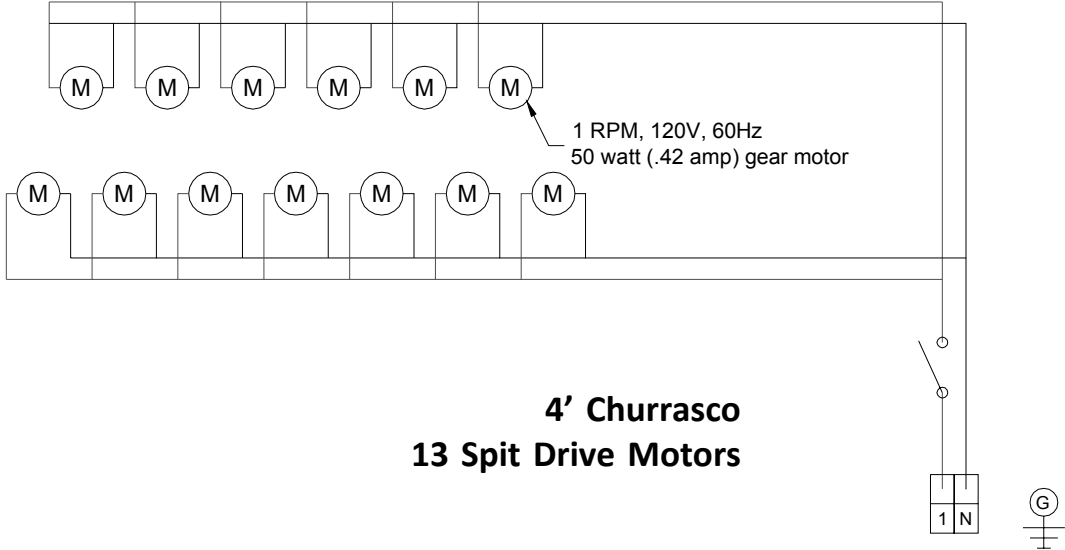 M M M M M M
1 RPM, 120V, 60Hz
50 watt (.42 amp) gear motor
M M M M M M M
4’ Churrasco
13 Spit Drive Motors
1 N
G